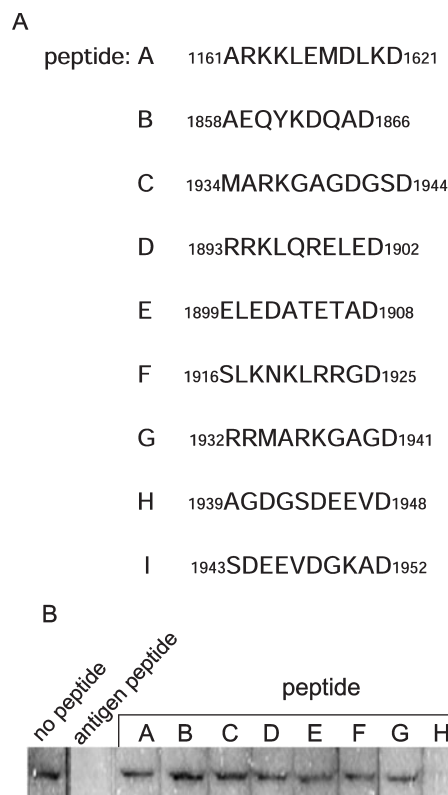 A
peptide: A 1161ARKKLEMDLKD1621
B 1858AEQYKDQAD1866
C 1934MARKGAGDGSD1944
D 1893RRKLQRELED1902
E 1899ELEDATETAD1908
F 1916SLKNKLRRGD1925
G 1932RRMARKGAGD1941
H 1939AGDGSDEEVD1948
I 1943SDEEVDGKAD1952
B
no peptide
antigen peptide
peptide
A B C D E F G H